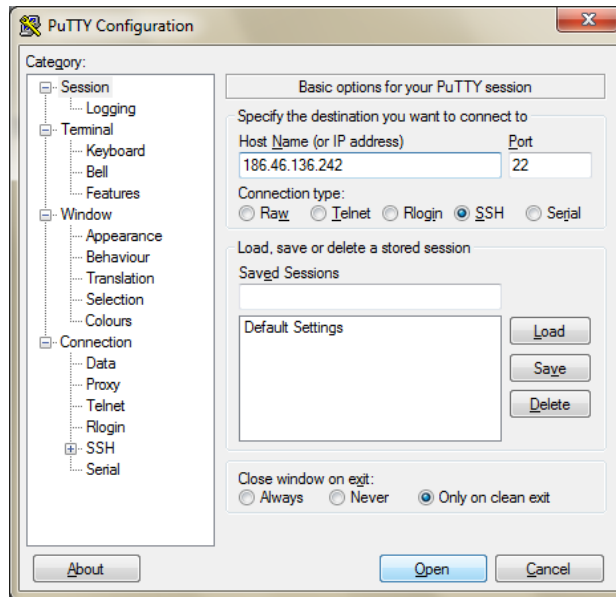 PuTTY Configuration
Category:
Session
Logging
Terminal
Keyboard
Bell
Features
Window
Appearance
Behaviour
Translation
Selection
Colours
Connection
Data
Proxy
Telnet
Rlogin
SSH
Serial
Basic options for your PuTTY session
Specify the destination you want to connect to
Host Name (or IP address) Port
186.46.136.242 22
Connection type:
Raw Telnet Rlogin SSH Serial
Load, save or delete a stored session
Saved Sessions
Default Settings
Load
Save
Delete
Close window on exit:
Always Never Only on clean exit
About Open Cancel